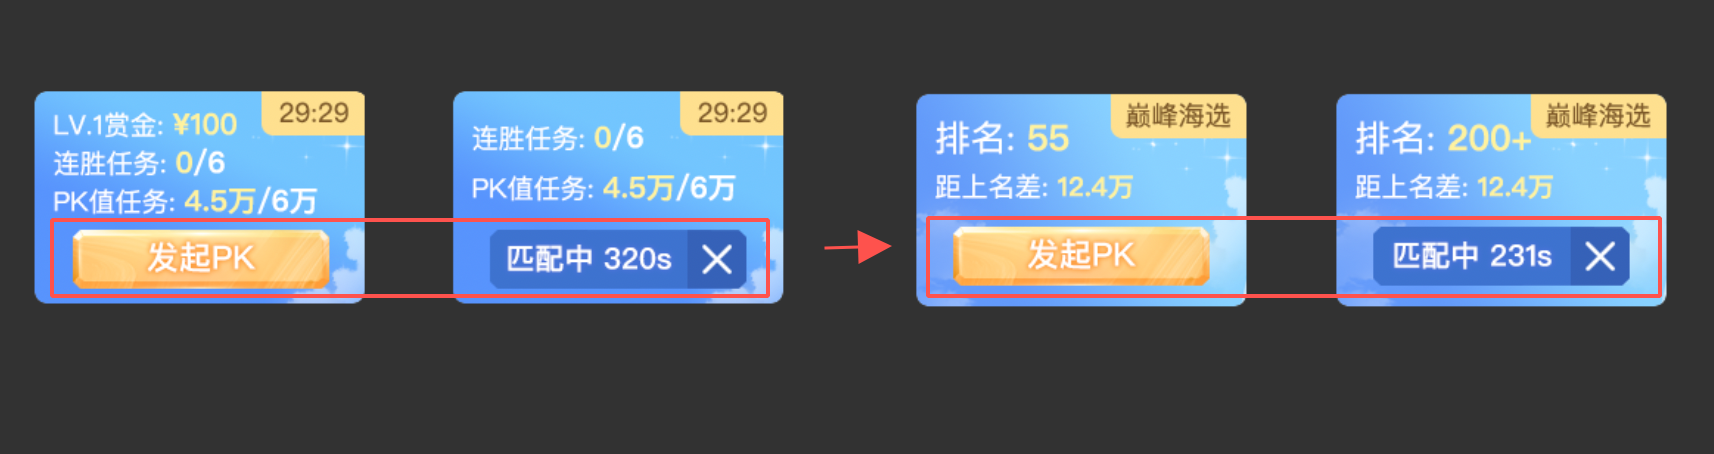 29:29
LV.1赏金: ¥100
连胜任务: 0/6
PK值任务: 4.5万/6万
发起PK
29:29
连胜任务: 0/6
PK值任务: 4.5万/6万
匹配中 320s
巅峰海选
排名: 55
距上名差: 12.4万
发起PK
巅峰海选
排名: 200+
距上名差: 12.4万
匹配中 231s